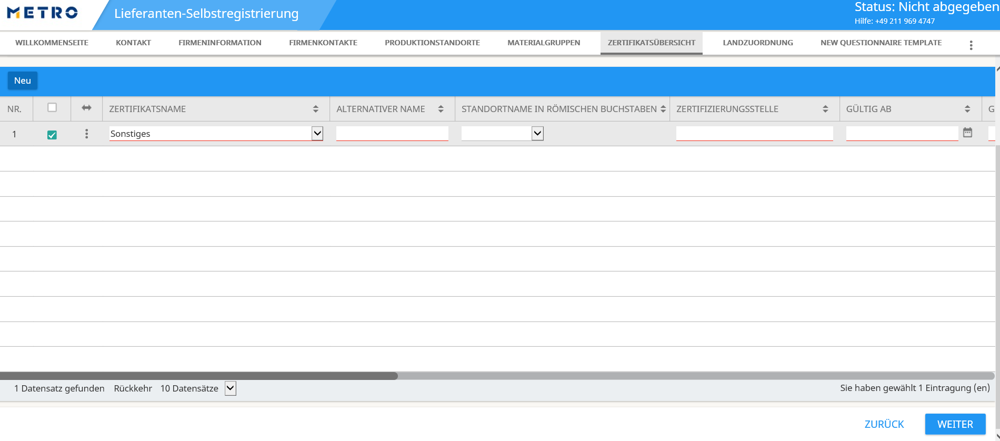 METRO
Lieferanten-Selbstregistrierung
Status: Nicht abgegeben
Hilfe: +49 211 969 4747
WILLKOMMENSEITE KONTAKT FIRMENINFORMATION FIRMENKONTAKTE PRODUKTIONSTANDORTE MATERIALGRUPPEN ZERTIFIKATSÜBERSICHT LANDZUORDNUNG NEW QUESTIONNAIRE TEMPLATE
Neu
NR. ZERTIFIKATSNAME ALTERNATIVER NAME STANDORTNAME IN RÖMISCHEN BUCHSTABEN ZERTIFIZIERUNGSSTELLE GÜLTIG AB G
1 Sonstiges
1 Datensatz gefunden Rückkehr 10 Datensätze Sie haben gewählt 1 Eintragung (en)
ZURÜCK WEITER